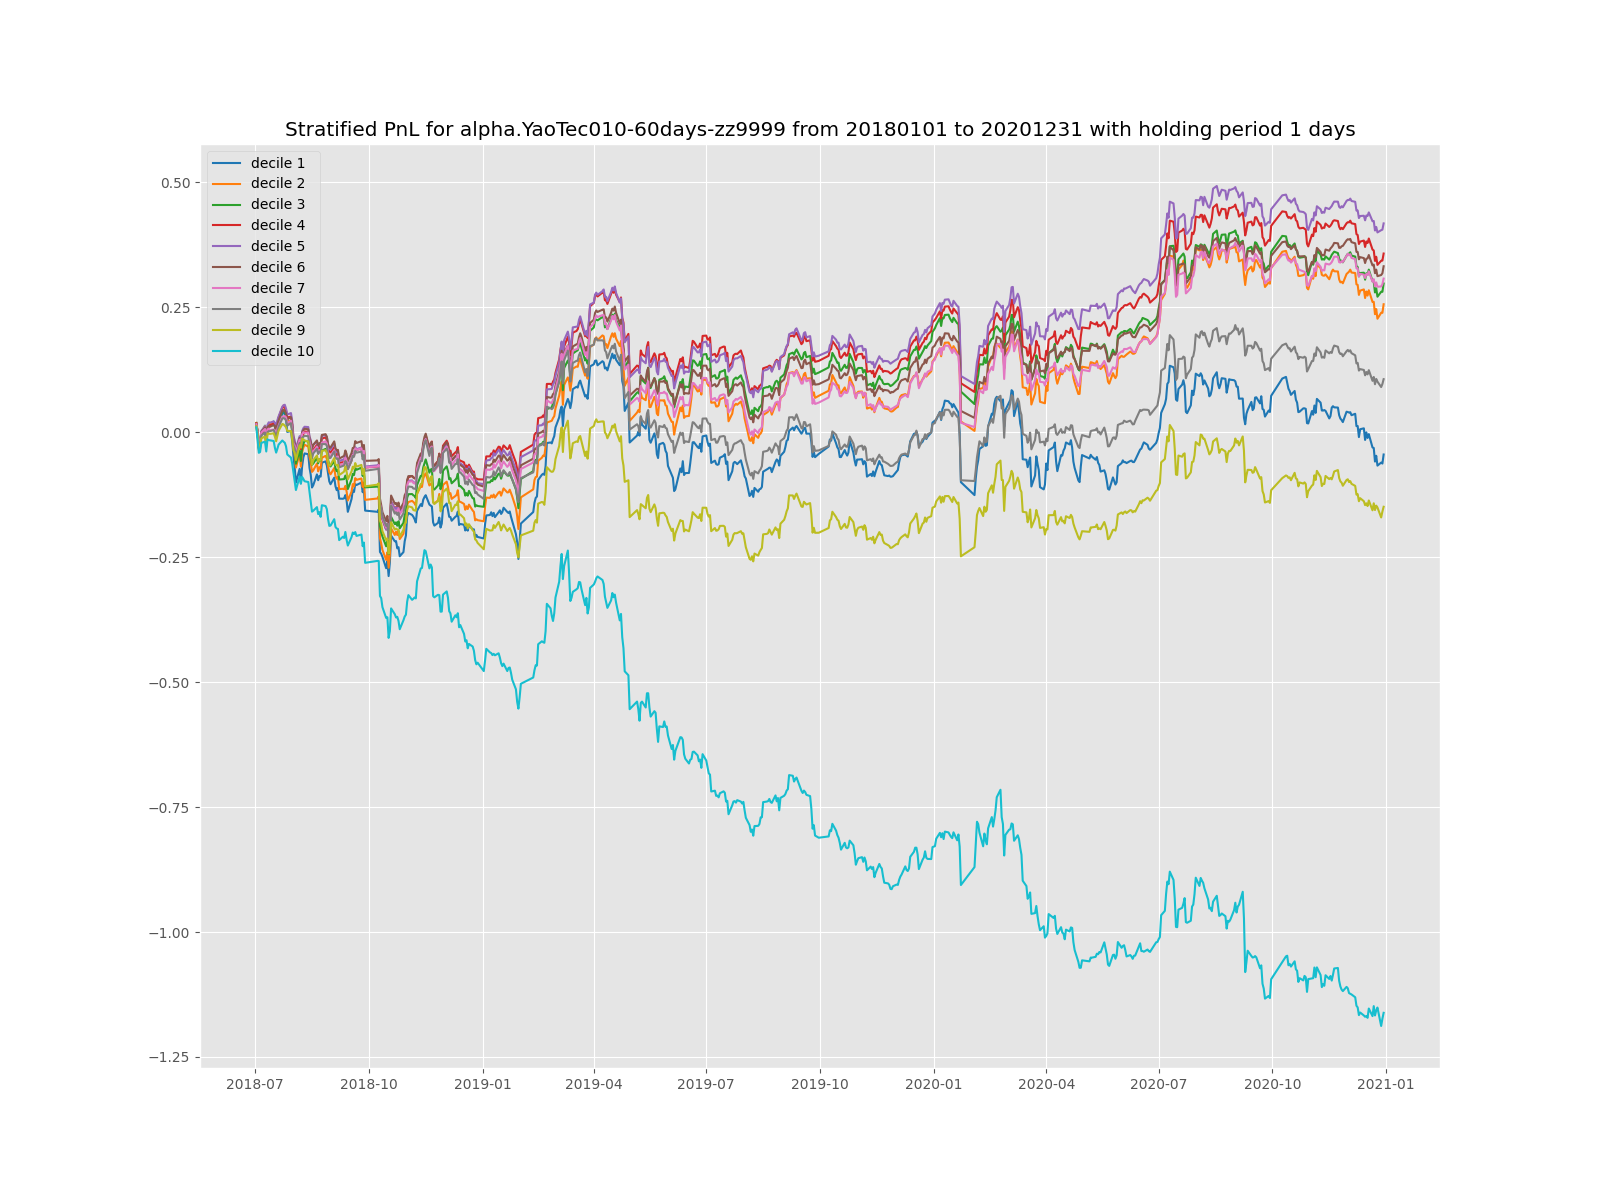 Stratified PnL for alpha.YaoTec010-60days-zz9999 from 20180101 to 20201231 with holding period 1 days
decile 1
decile 2
decile 3
decile 4
decile 5
decile 6
decile 7
decile 8
decile 9
decile 10
0.50
0.25
0.00
−0.25
−0.50
−0.75
−1.00
−1.25
2018-07
2018-10
2019-01
2019-04
2019-07
2019-10
2020-01
2020-04
2020-07
2020-10
2021-01